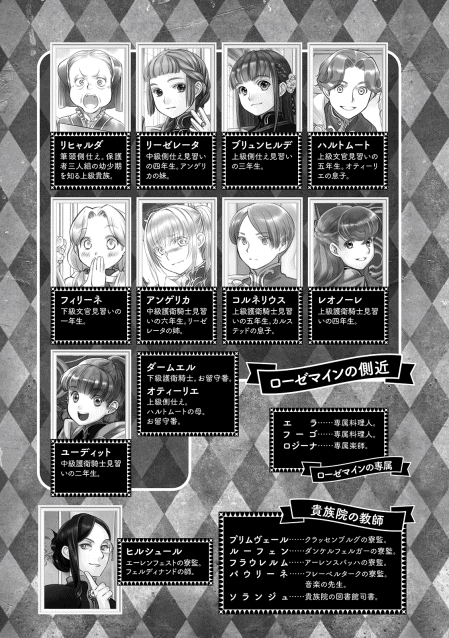 リヒャルダ
筆頭側仕え。保護
者三人組の幼少期
を知る上級貴族。
リーゼレータ
中級側仕え見習い
の四年生。アンゲリ
カの妹。
ブリュンヒルデ
上級側仕え見習い
の三年生。
ハルトムート
上級文官見習いの
五年生。オティーリ
エの息子。
フィリーネ
下級文官見習いの
一年生。
アンゲリカ
中級護衛騎士見習
いの六年生。リーゼ
レータの姉。
コルネリウス
上級護衛騎士見習
いの五年生。カルス
テッドの息子。
レオノーレ
上級護衛騎士見習
いの四年生。
ユーディット
中級護衛騎士見習
いの二年生。
ダームエル
下級護衛騎士。お留守番。
オティーリエ
上級側仕え。
ハルトムートの母。
お留守番。
ローゼマインの側近
エラ……専属料理人。
フーゴ……専属料理人。
ロジーナ……専属楽師。
ローゼマインの専属
ヒルシュール
エーレンフェストの寮監。
フェルディナンドの師。
貴族院の教師
プリムヴェール……クラッセンブルグの寮監。
ルーフェン……ダンケルフェルガーの寮監。
フラウレルム……アーレンスバッハの寮監。
パウリーネ……フレーベルタークの寮監。
音楽の先生。
ソランジュ……貴族院の図書館司書。